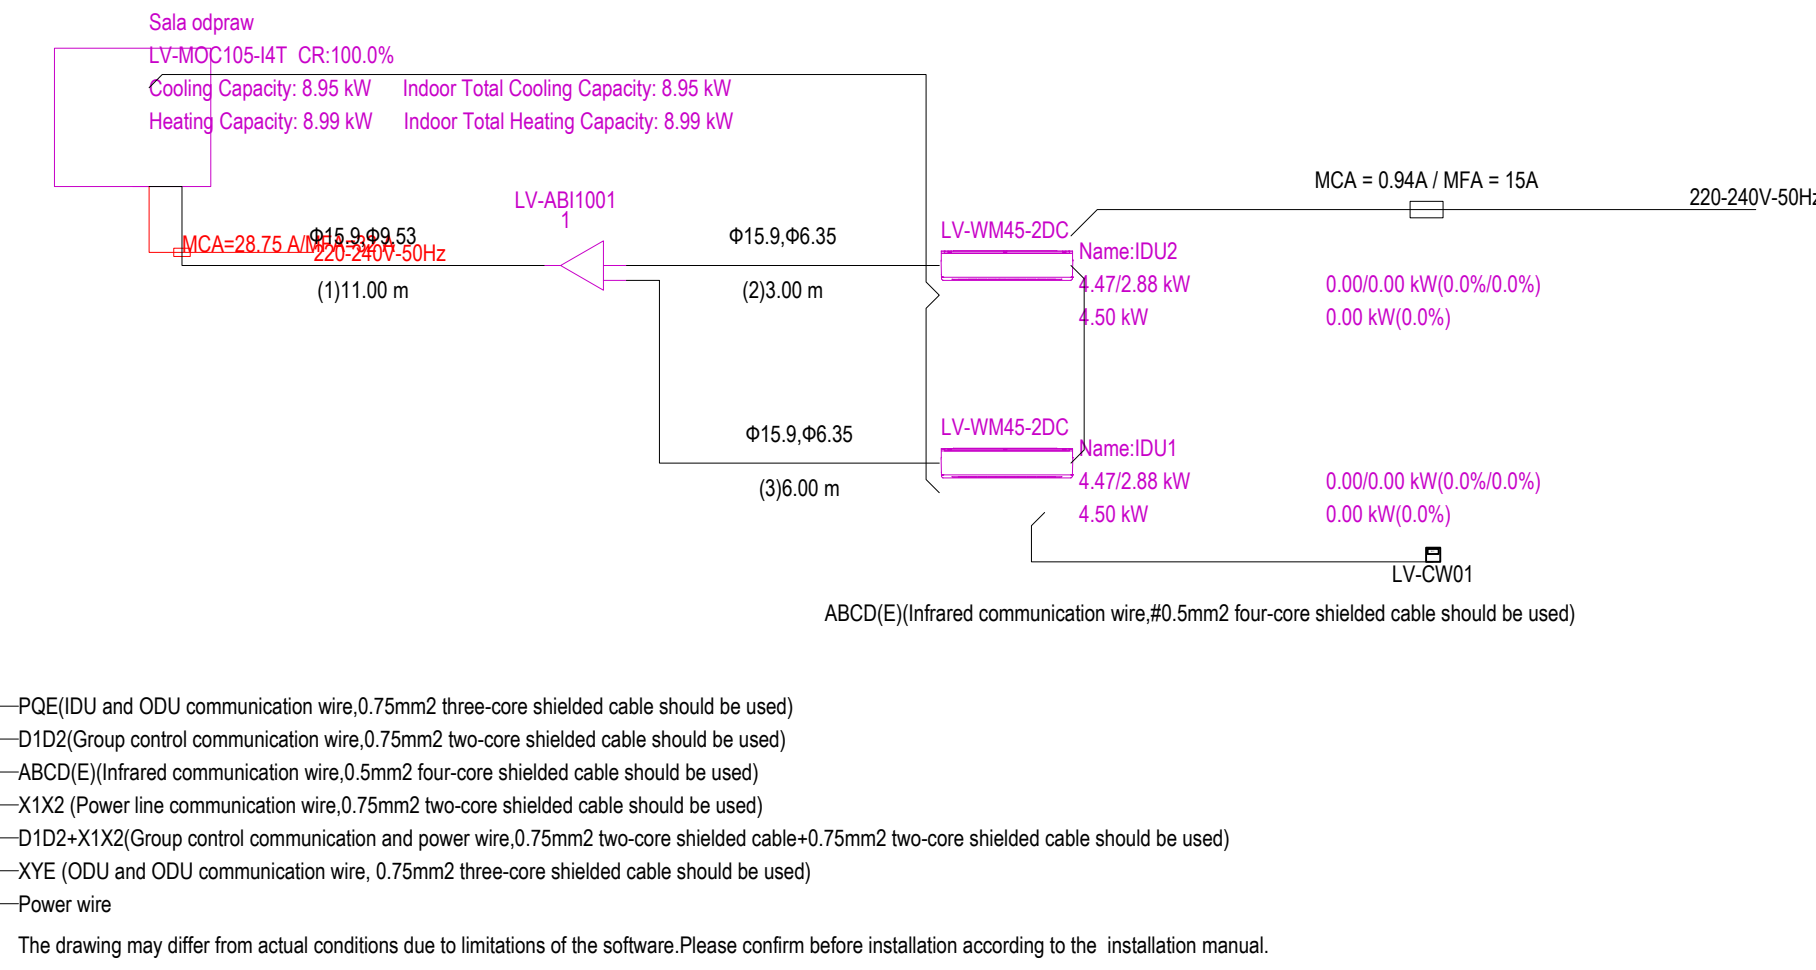 Sala odpraw
LV-MOC105-I4T CR:100.0%
Cooling Capacity: 8.95 kW Indoor Total Cooling Capacity: 8.95 kW
Heating Capacity: 8.99 kW Indoor Total Heating Capacity: 8.99 kW
MCA = 0.94A / MFA = 15A
220-240V-50Hz
LV-ABI1001
1
Φ15.9,Φ9.53
MCA=28.75 A/MFA=32 A
220-240V-50Hz
(1)11.00 m
Φ15.9,Φ6.35
(2)3.00 m
LV-WM45-2DC
Name:IDU2
4.47/2.88 kW 0.00/0.00 kW(0.0%/0.0%)
4.50 kW 0.00 kW(0.0%)
Φ15.9,Φ6.35
(3)6.00 m
LV-WM45-2DC
Name:IDU1
4.47/2.88 kW 0.00/0.00 kW(0.0%/0.0%)
4.50 kW 0.00 kW(0.0%)
LV-CW01
ABCD(E)(Infrared communication wire,#0.5mm2 four-core shielded cable should be used)
PQE(IDU and ODU communication wire,0.75mm2 three-core shielded cable should be used)
D1D2(Group control communication wire,0.75mm2 two-core shielded cable should be used)
ABCD(E)(Infrared communication wire,0.5mm2 four-core shielded cable should be used)
X1X2 (Power line communication wire,0.75mm2 two-core shielded cable should be used)
D1D2+X1X2(Group control communication and power wire,0.75mm2 two-core shielded cable+0.75mm2 two-core shielded cable should be used)
XYE (ODU and ODU communication wire, 0.75mm2 three-core shielded cable should be used)
Power wire
The drawing may differ from actual conditions due to limitations of the software.Please confirm before installation according to the installation manual.